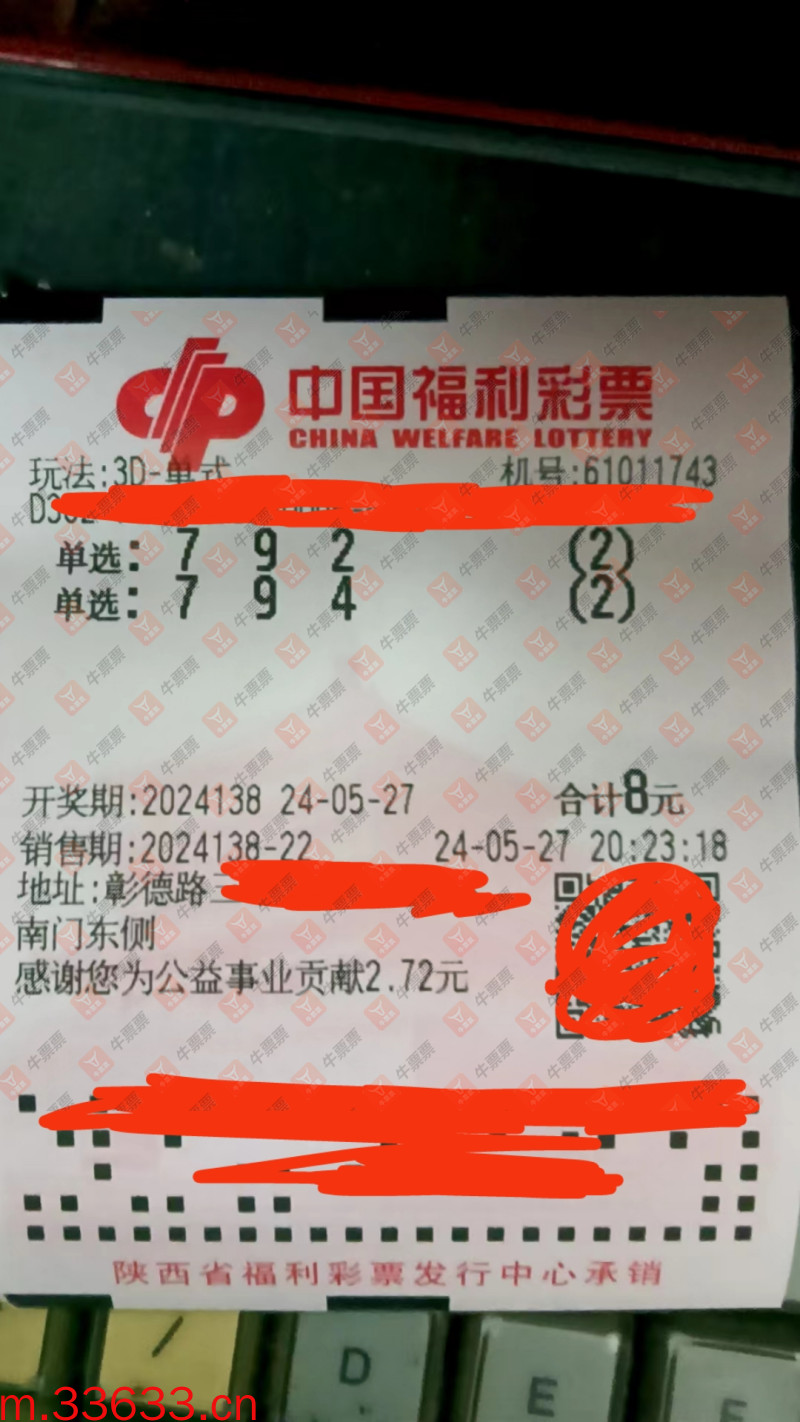 中国福利彩票
CHINA WELFARE LOTTERY
玩法:3D-单式 机号:61011743
单选: 7 9 2 (2)
单选: 7 9 4 (2)
开奖期:2024138 24-05-27 合计8元
销售期:2024138-22 24-05-27 20:23:18
地址:彰德路
南门东侧
感谢您为公益事业贡献2.72元
陕西省福利彩票发行中心承销
D
E
F
m.33633.cn
牛票票